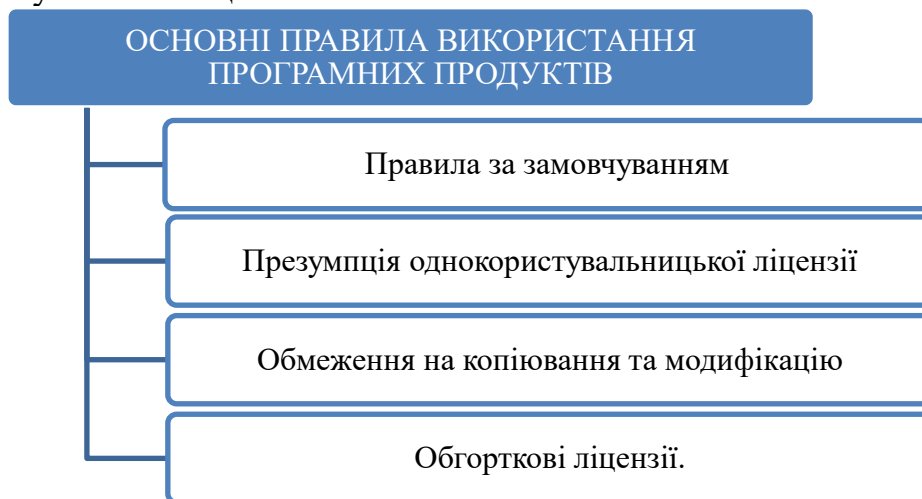 ОСНОВНІ ПРАВИЛА ВИКОРИСТАННЯ
ПРОГРАМНИХ ПРОДУКТІВ
Правила за замовчуванням
Презумпція однокористувальницької ліцензії
Обмеження на копіювання та модифікацію
Обгорткові ліцензії.